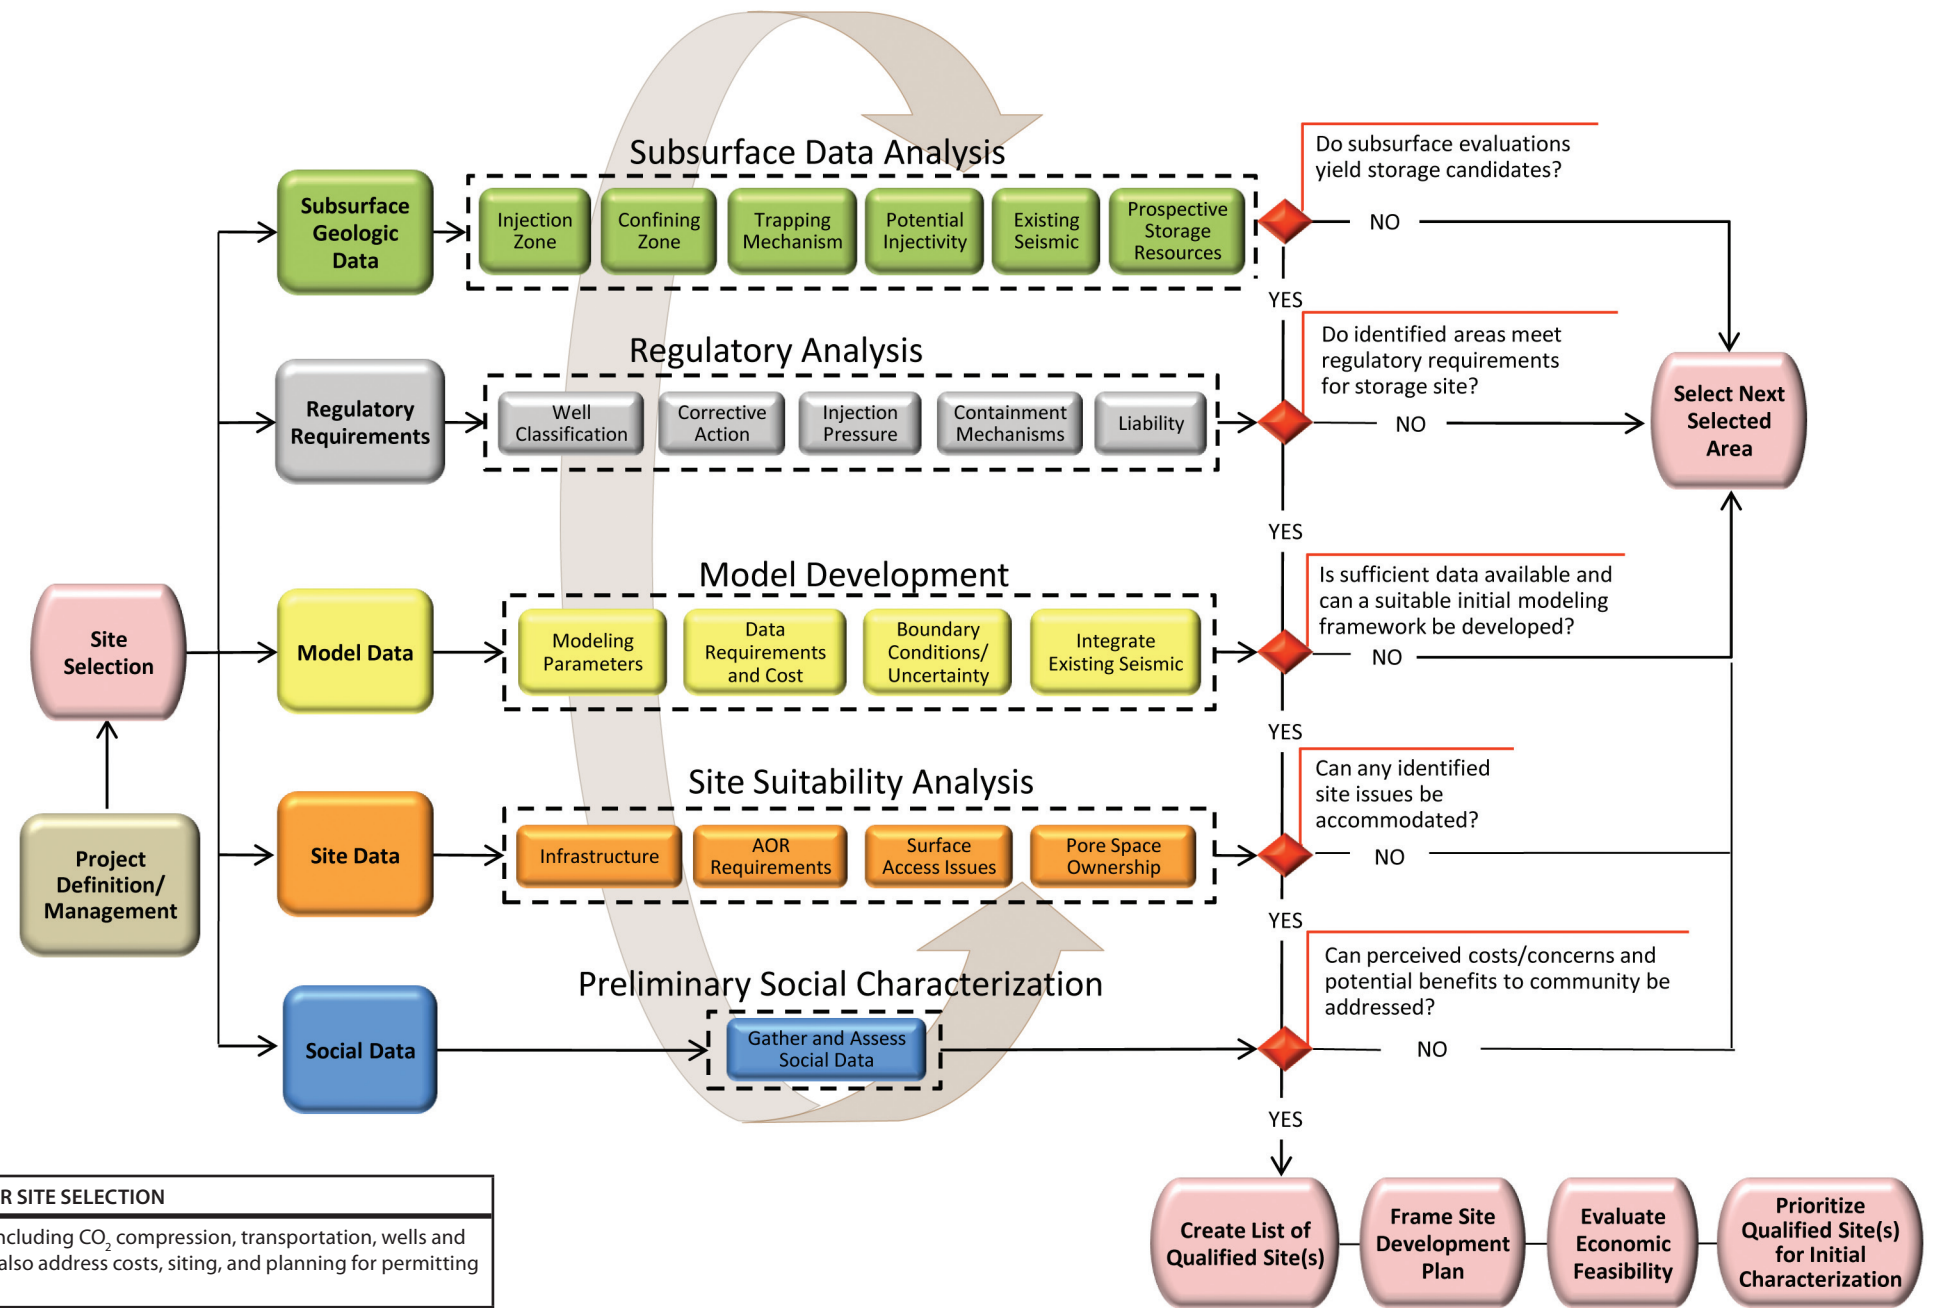 Subsurface Data Analysis
Subsurface
Geologic
Data
Injection
Zone
Confining
Zone
Trapping
Mechanism
Potential
Injectivity
Existing
Seismic
Prospective
Storage
Resources
Do subsurface evaluations
yield storage candidates?
NO
YES
Regulatory Analysis
Regulatory
Requirements
Well
Classification
Corrective
Action
Injection
Pressure
Containment
Mechanisms
Liability
Do identified areas meet
regulatory requirements
for storage site?
NO
Select Next
Selected
Area
YES
Model Development
Site
Selection
Model Data
Modeling
Parameters
Data
Requirements
and Cost
Boundary
Conditions/
Uncertainty
Integrate
Existing Seismic
Is sufficient data available and
can a suitable initial modeling
framework be developed?
NO
YES
Site Suitability Analysis
Project
Definition/
Management
Site Data
Infrastructure
AOR
Requirements
Surface
Access Issues
Pore Space
Ownership
Can any identified
site issues be
accommodated?
NO
YES
Preliminary Social Characterization
Social Data
Gather and Assess
Social Data
Can perceived costs/concerns and
potential benefits to community be
addressed?
NO
YES
R SITE SELECTION
ncluding CO2 compression, transportation, wells and
also address costs, siting, and planning for permitting
Create List of
Qualified Site(s)
Frame Site
Development
Plan
Evaluate
Economic
Feasibility
Prioritize
Qualified Site(s)
for Initial
Characterization